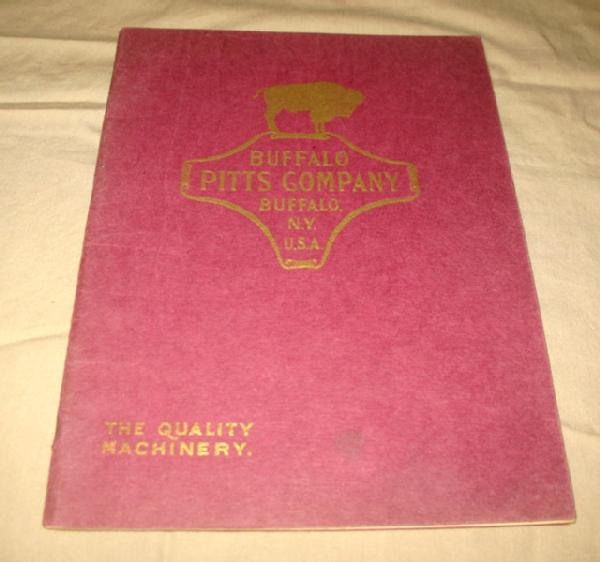 BUFFALO
PITTS COMPANY
BUFFALO.
N.Y.
U.S.A.
THE QUALITY
MACHINERY.